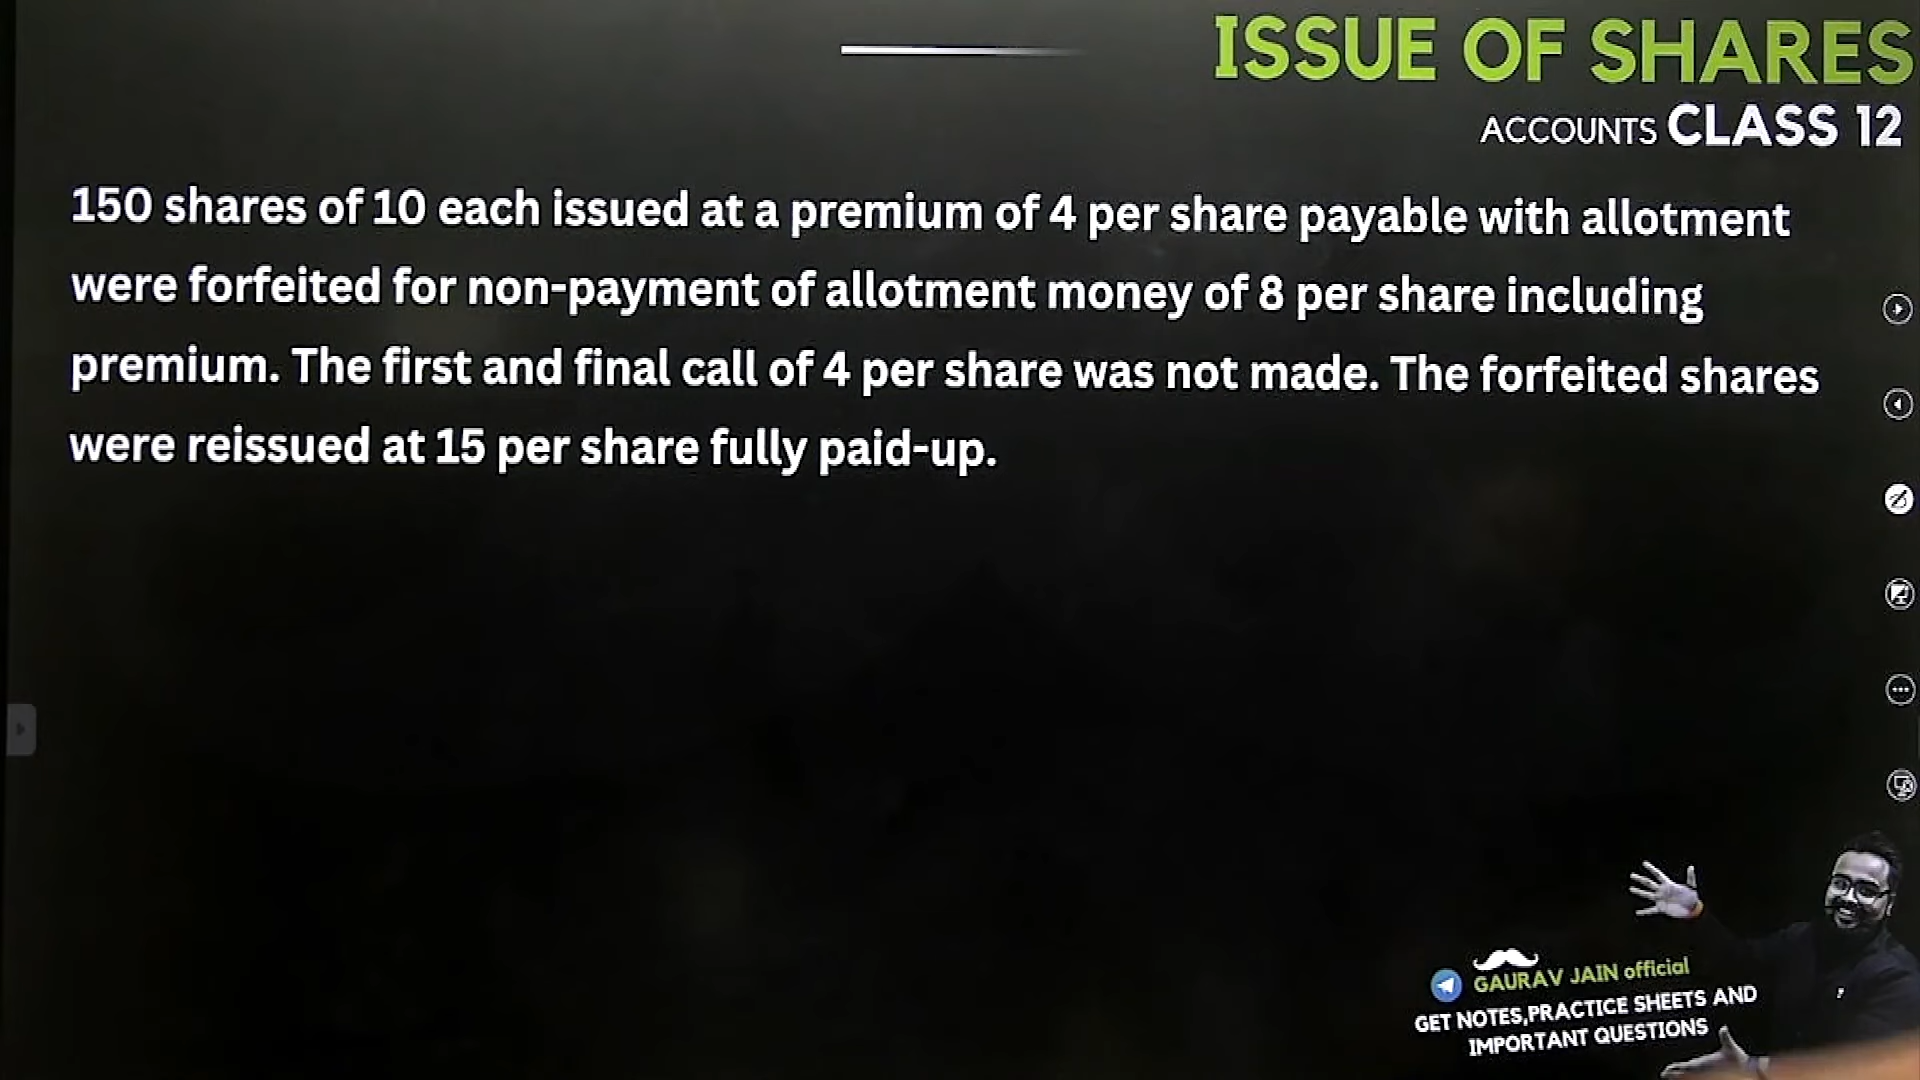 ISSUE OF SHARES
ACCOUNTS CLASS 12
150 shares of 10 each issued at a premium of 4 per share payable with allotment
were forfeited for non-payment of allotment money of 8 per share including
premium. The first and final call of 4 per share was not made. The forfeited shares
were reissued at 15 per share fully paid-up.
GAURAV JAIN official
GET NOTES,PRACTICE SHEETS AND
IMPORTANT QUESTIONS